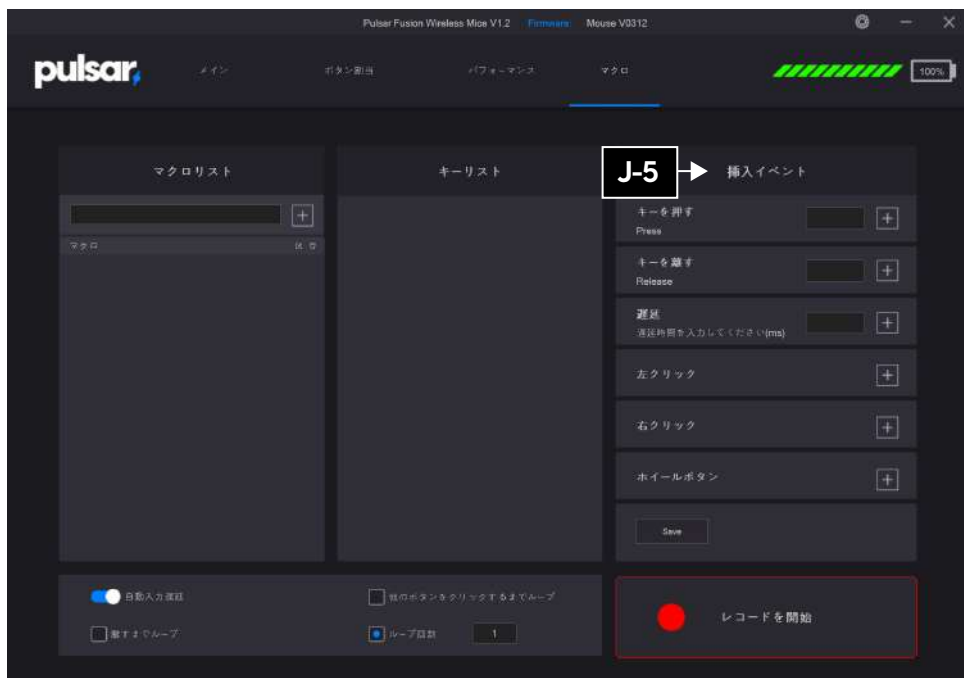 Pulsar Fusion Wireless Mice V1.2 Firmware: Mouse V0312
pulsar
メイン
ボタン割当
パフォーマンス
マクロ
100%
マクロリスト
キーリスト
J-5
挿入イベント
キーを押す
Press
キーを離す
Release
マクロ
遅延
遅延時間を入力してください(ms)
左クリック
右クリック
ホイールボタン
Save
自動入力遅延
他のボタンをクリックするまでループ
離すまでループ
ループ回数
1
レコードを開始